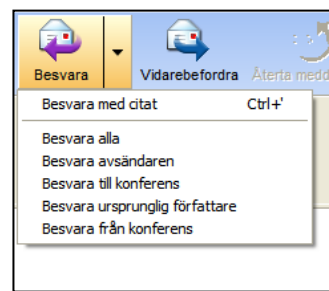 Besvara Vidarebefordra Återta medd
Besvara med citat Ctrl+'
Besvara alla
Besvara avsändaren
Besvara till konferens
Besvara ursprunglig författare
Besvara från konferens